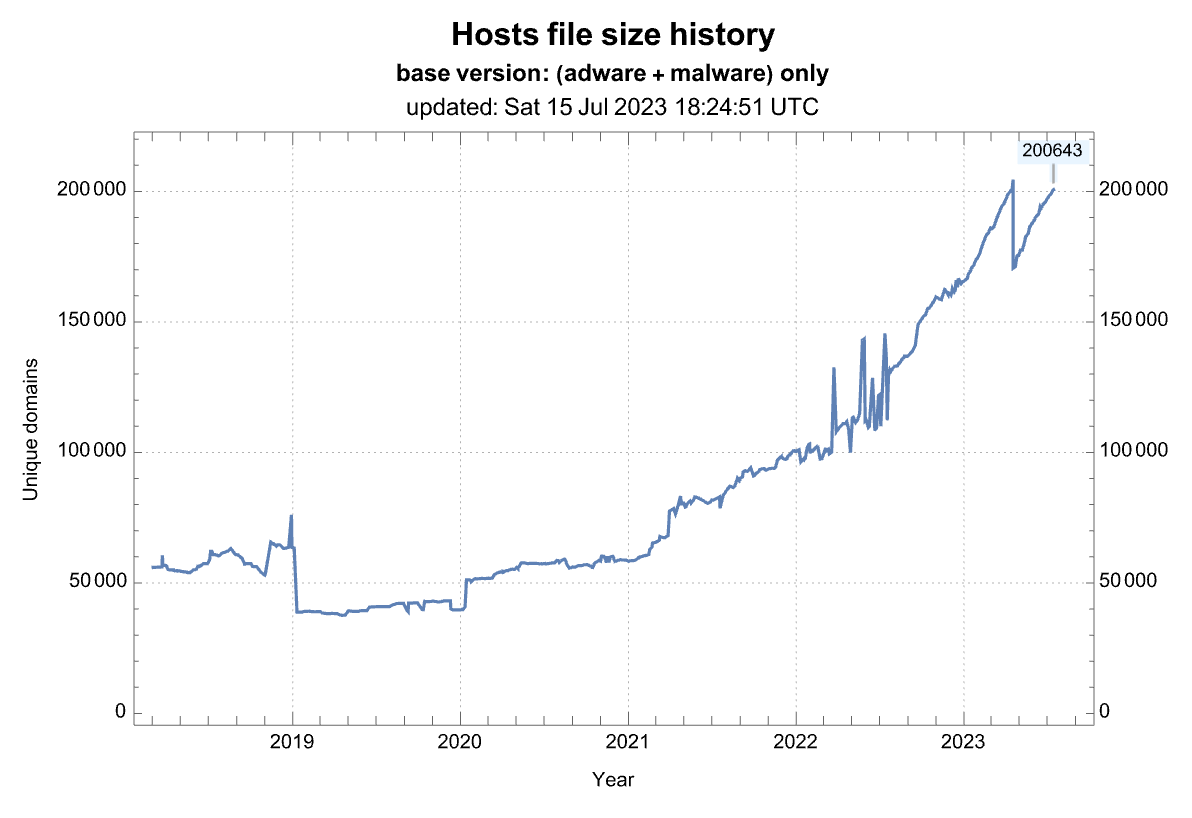 Hosts file size history
base version: (adware + malware) only
updated: Sat 15 Jul 2023 18:24:51 UTC
200643
200 000 200 000
150 000 150 000
100 000 100 000
50 000 50 000
0 0
Unique domains
2019 2020 2021 2022 2023
Year